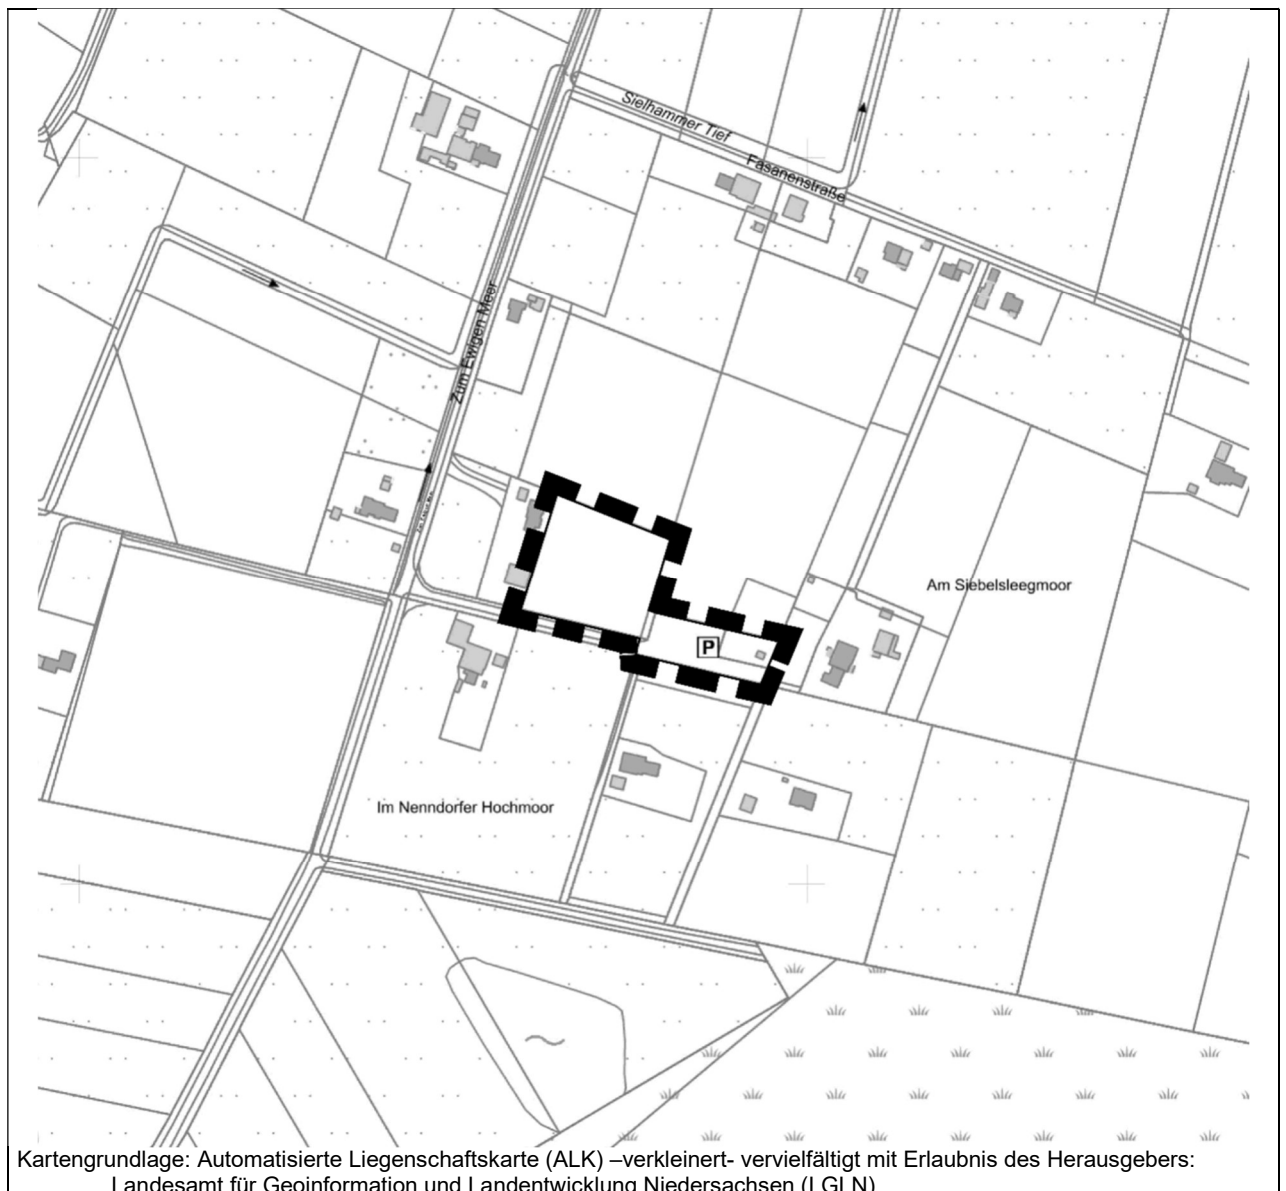 Sielhammer Tief
Fasanenstraße
Zum Ewigen Meer
Am Siebelsleegmoor
P
Im Nenndorfer Hochmoor
Kartengrundlage: Automatisierte Liegenschaftskarte (ALK) –verkleinert- vervielfältigt mit Erlaubnis des Herausgebers:
Landesamt für Geoinformation und Landentwicklung Niedersachsen (LGLN)